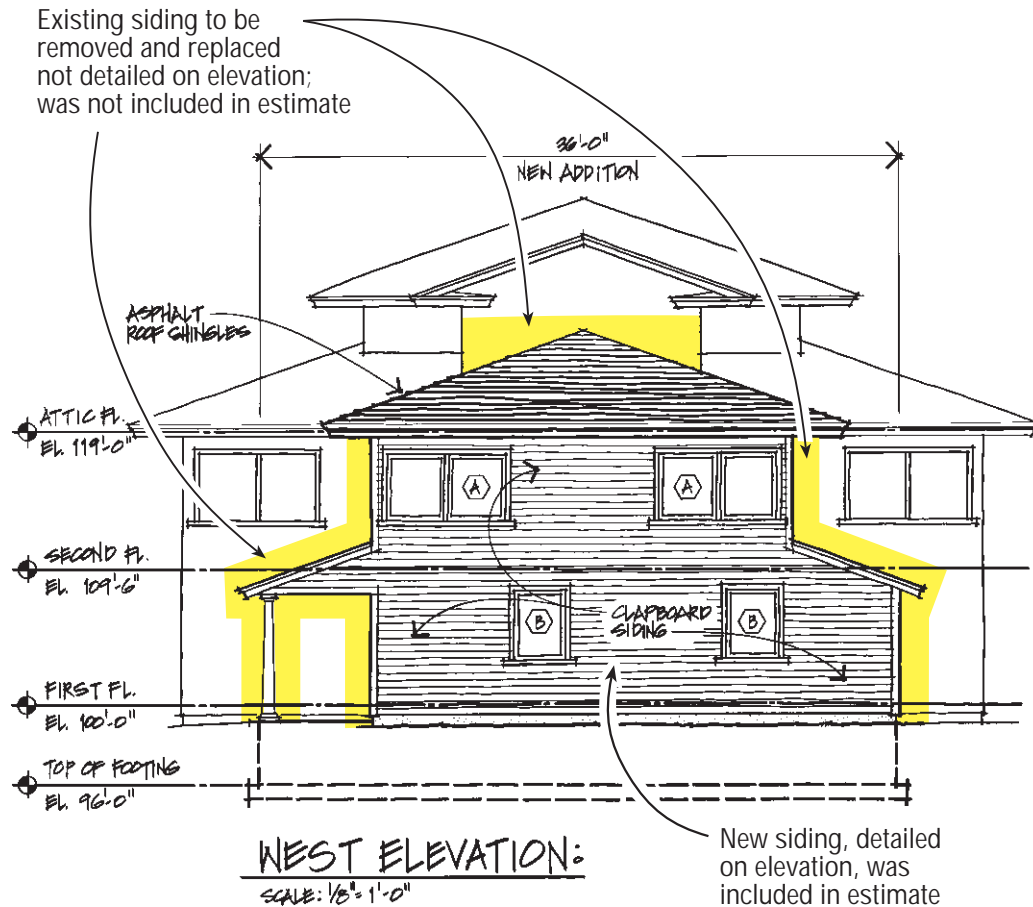 Existing siding to be
removed and replaced
not detailed on elevation;
was not included in estimate
36'-0"
NEW ADDITION
ASPHALT
ROOF SHINGLES
ATTIC FL.
EL. 119'-0"
A
A
SECOND FL.
EL. 109'-6"
B
B
CLAPBOARD
SIDING
FIRST FL.
EL. 100'-0"
TOP OF FOOTING
EL. 96'-0"
WEST ELEVATION:
SCALE: 1/8" = 1'-0"
New siding, detailed
on elevation, was
included in estimate